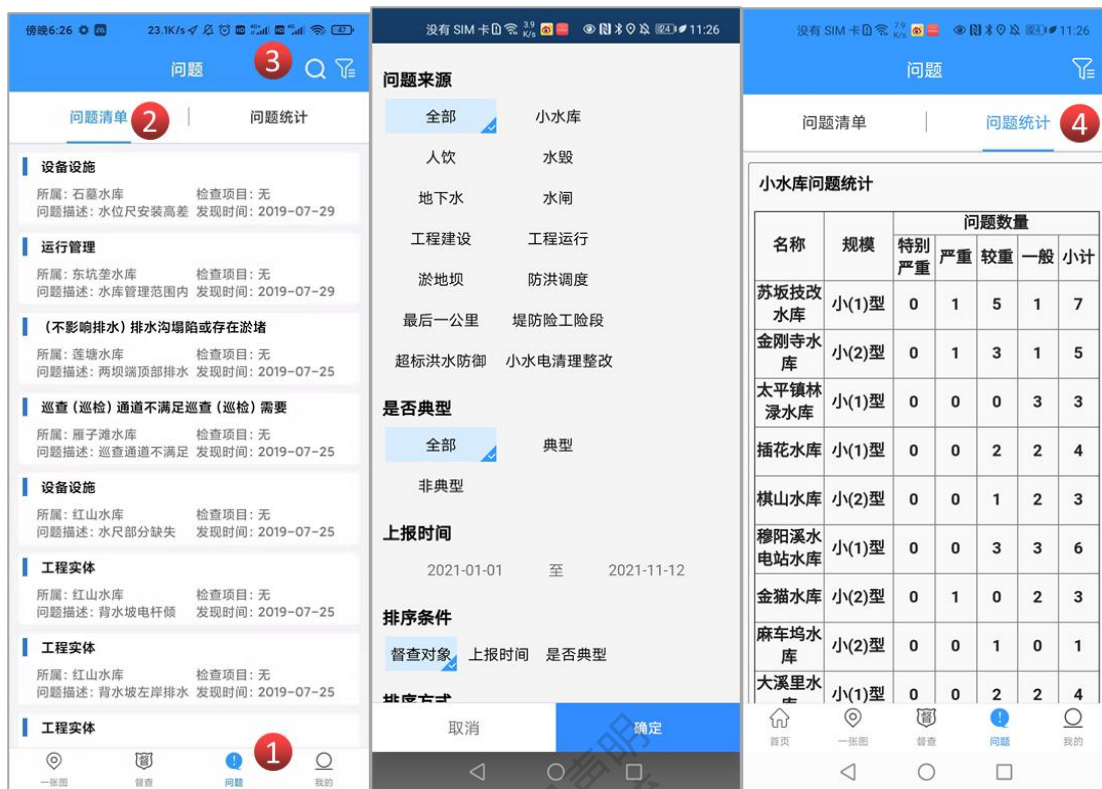 傍晚6:26
23.1K/s
47
问题
3
问题清单
2
问题统计
设备设施
所属: 石墓水库 检查项目: 无
问题描述: 水位尺安装高差 发现时间: 2019-07-29
运行管理
所属: 东坑垄水库 检查项目: 无
问题描述: 水库管理范围内 发现时间: 2019-07-29
(不影响排水) 排水沟塌陷或存在淤堵
所属: 莲塘水库 检查项目: 无
问题描述: 两坝端顶部排水 发现时间: 2019-07-25
巡查 (巡检) 通道不满足巡查 (巡检) 需要
所属: 雁子滩水库 检查项目: 无
问题描述: 巡查通道不满足 发现时间: 2019-07-25
设备设施
所属: 红山水库 检查项目: 无
问题描述: 水尺部分缺失 发现时间: 2019-07-25
工程实体
所属: 红山水库 检查项目: 无
问题描述: 背水坡电杆倾 发现时间: 2019-07-25
工程实体
所属: 红山水库 检查项目: 无
问题描述: 背水坡左岸排水 发现时间: 2019-07-25
工程实体
1
一张图 督查 问题 我的
没有 SIM 卡 3.9 K/s 24 11:26
问题来源
全部 小水库
人饮 水毁
地下水 水闸
工程建设 工程运行
淤地坝 防洪调度
最后一公里 堤防险工险段
超标洪水防御 小水电清理整改
是否典型
全部 典型
非典型
上报时间
2021-01-01 至 2021-11-12
排序条件
督查对象 上报时间 是否典型
排序方式
取消 确定
声明
没有 SIM 卡 7.9 K/s 24 11:26
问题
问题清单 问题统计 4
小水库问题统计
名称 规模 问题数量
特别严重 严重 较重 一般 小计
苏坂技改水库 小(1)型 0 1 5 1 7
金刚寺水库 小(2)型 0 1 3 1 5
太平镇林渌水库 小(1)型 0 0 0 3 3
插花水库 小(1)型 0 0 2 2 4
棋山水库 小(2)型 0 0 1 2 3
穆阳溪水电站水库 小(1)型 0 0 3 3 6
金猫水库 小(2)型 0 1 0 2 3
麻车坞水库 小(2)型 0 0 1 0 1
大溪里水库 小(1)型 0 0 2 2 4
首页 一张图 督查 问题 我的